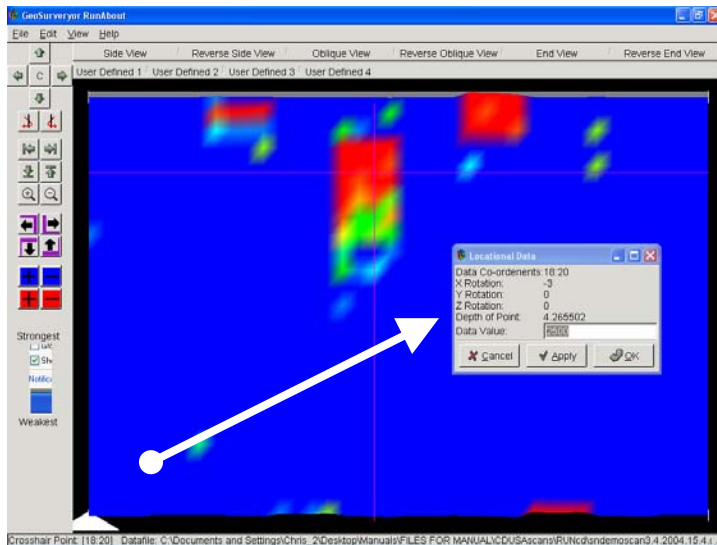 GeoSurveryor RunAbout
File Edit View Help
Side View Reverse Side View Oblique View Reverse Oblique View End View Reverse End View
C
User Defined 1 User Defined 2 User Defined 3 User Defined 4
Locational Data
Data Co-ordenents: 18:20
X Rotation: -3
Y Rotation: 0
Z Rotation: 0
Depth of Point: 4.265502
Data Value:
Cancel Apply OK
Strongest
Sh
Notific
Weakest
Crosshair Point: [18:20] Datafile: C:\Documents and Settings\Chris_2\Desktop\Manuals\FILES FOR MANUAL\CDUSAscans\RUNcd\sndemoscan3.4.2004.15.4.